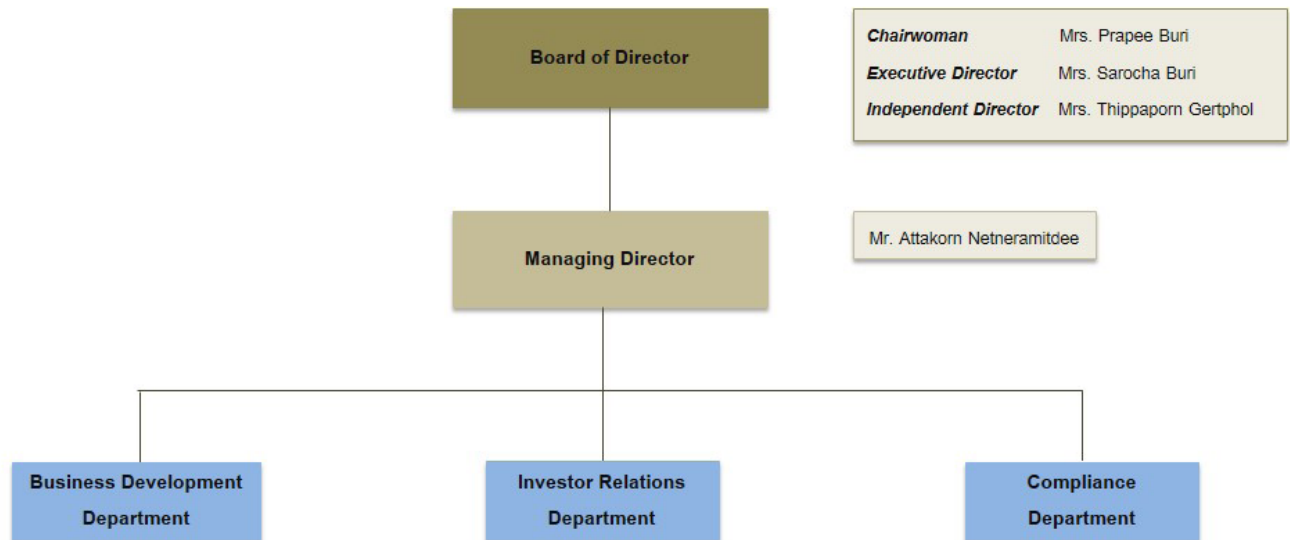 Board of Director
Chairwoman Mrs. Prapee Buri
Executive Director Mrs. Sarocha Buri
Independent Director Mrs. Thippaporn Gertphol
Managing Director
Mr. Attakorn Netneramitdee
Business Development
Department
Investor Relations
Department
Compliance
Department